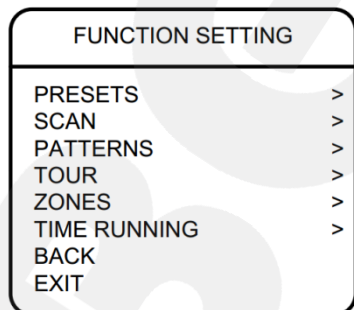 FUNCTION SETTING
PRESETS >
SCAN >
PATTERNS >
TOUR >
ZONES >
TIME RUNNING >
BACK
EXIT